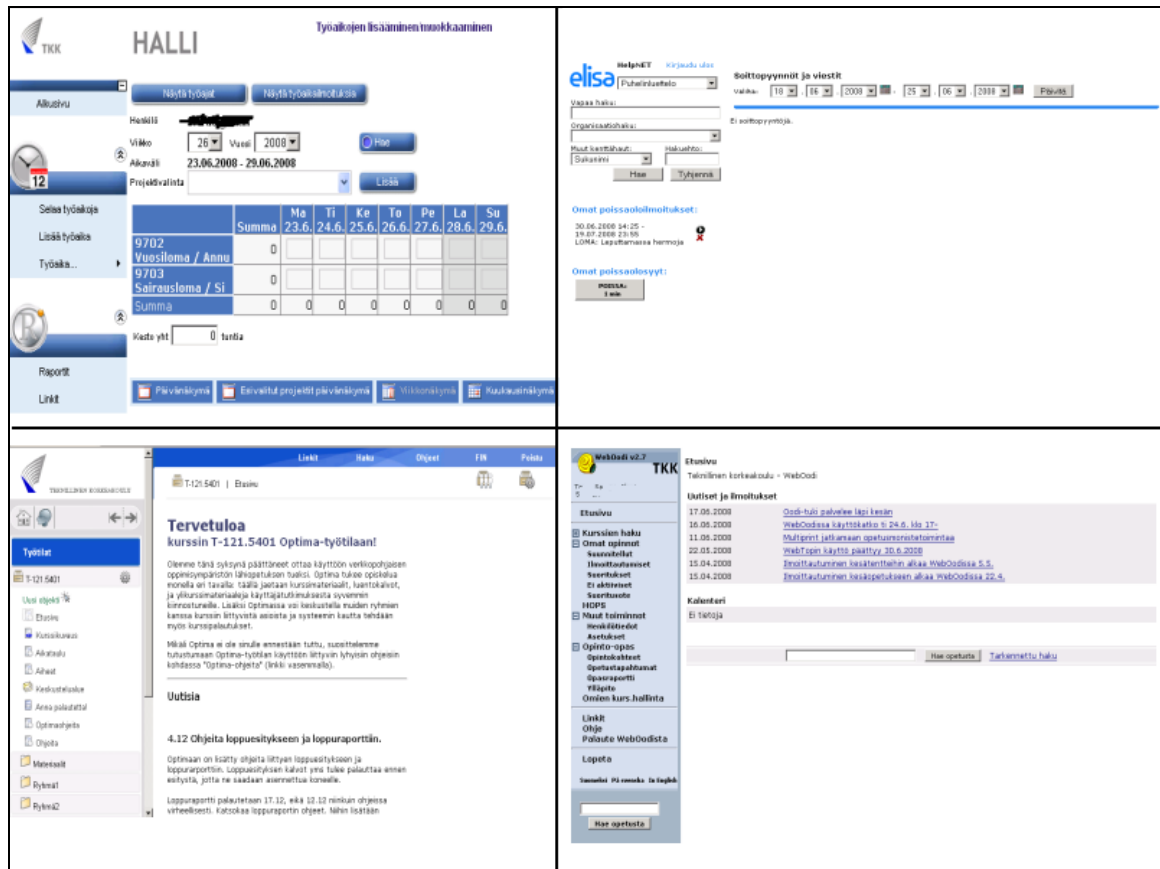 Työaikojen lisääminen/muokkaaminen
TKK
HALLI
Alkusivu
Näytä työajat
Näytä työaikailmoituksia
Henkilö
Viikko 26 Vuosi 2008 Hae
Aikaväli 23.06.2008 - 29.06.2008
Projektivalinta Lisää
12
Selaa työaikoja
Lisää työaika
Työaika...
Raportit
Linkit
Summa Ma 23.6. Ti 24.6. Ke 25.6. To 26.6. Pe 27.6. La 28.6. Su 29.6.
9702
Vuosiloma / Annu 0
9703
Sairausloma / Si 0
Summa 0 0 0 0 0 0 0 0
Kesto yht 0 tuntia
Päivänäkymä
Esivalitut projektit päivänäkymä
Viikkonäkymä
Kuukausinäkymä
elisa
HelpNET Kirjaudu ulos
Puhelinluettelo
Vapaa haku:
Organisaatiohaku:
Muut kenttähaut: Hakuehto:
Sukunimi
Hae Tyhjennä
Soittopyynnöt ja viestit
Valinta: 18 . 06 . 2008 - 25 . 06 . 2008 Päivitä
Ei soittopyyntöjä.
Omat poissaoloilmoitukset:
30.06.2008 14:25 -
19.07.2008 23:55
LOMA: Leputtamassa hermoja
Omat poissaolosyyt:
POISSA:
1 min
TEKNILLINEN KORKEAKOULU
Linkit Haku Ohjeet FIN Poistu
T-121.5401 | Etusivu
Työtilat
T-121.5401
Uusi objekti
Etusivu
Kurssikuvaus
Aikataulu
Aiheet
Keskustelualue
Anna palautetta!
Optimaohjeita
Ohjeita
Materiaalit
Ryhmä1
Ryhmä2
Tervetuloa
kurssin T-121.5401 Optima-työtilaan!
Olemme tänä syksynä päättäneet ottaa käyttöön verkkopohjaisen
oppimisympäristön lähiopetuksen tueksi. Optima tukee opiskelua
monella eri tavalla: täällä jaetaan kurssimateriaalit, luentokalvot,
ja ylikurssimateriaaleja käyttäjätutkimuksesta syvemmin
kiinnostuneille. Lisäksi Optimassa voi keskustella muiden ryhmien
kanssa kurssiin liittyvistä asioista ja systeemin kautta tehdään
myös kurssipalautukset.
Mikäli Optima ei ole sinulle ennestään tuttu, suosittelemme
tutustumaan Optima-työtilan käyttöön liittyviin lyhyisiin ohjeisiin
kohdassa "Optima-ohjeita" (linkki vasemmalla).
Uutisia
4.12 Ohjeita loppuesitykseen ja loppuraporttiin.
Optimaan on lisätty ohjeita liittyen loppuesitykseen ja
loppuraporttiin. Loppuesityksen kalvot yms tulee palauttaa ennen
esitystä, jotta ne saadaan asennettua koneelle.
Loppuraportti palautetaan 17.12, eikä 12.12 niinkuin ohjeissa
virheellisesti. Katsokaa loppuraportin ohjeet. Niihin lisätään
WebOodi v2.7
TKK
Etusivu
Kurssien haku
Omat opinnot
Suunnitellut
Ilmoittautumiset
Suoritukset
Ei aktiiviset
Suoritusote
HOPS
Muut toiminnot
Henkilötiedot
Asetukset
Opinto-opas
Opintokohteet
Opetustapahtumat
Opasraportti
Ylläpito
Omien kurs.hallinta
Linkit
Ohje
Palaute WebOodista
Lopeta
Suomeksi På svenska In English
Hae opetusta
Etusivu
Teknillinen korkeakoulu - WebOodi
Uutiset ja ilmoitukset
17.06.2008 Oodi-tuki palvelee läpi kesän
16.06.2008 WebOodissa käyttökatko ti 24.6. klo 17-
11.06.2008 Multiprint jatkamaan opetusmonistetoimintaa
22.05.2008 WebTopin käyttö päättyy 30.6.2008
15.04.2008 Ilmoittautuminen kesätentteihin alkaa WebOodissa 5.5.
15.04.2008 Ilmoittautuminen kesäopetukseen alkaa WebOodissa 22.4.
Kalenteri
Ei tietoja
Hae opetusta Tarkennettu haku